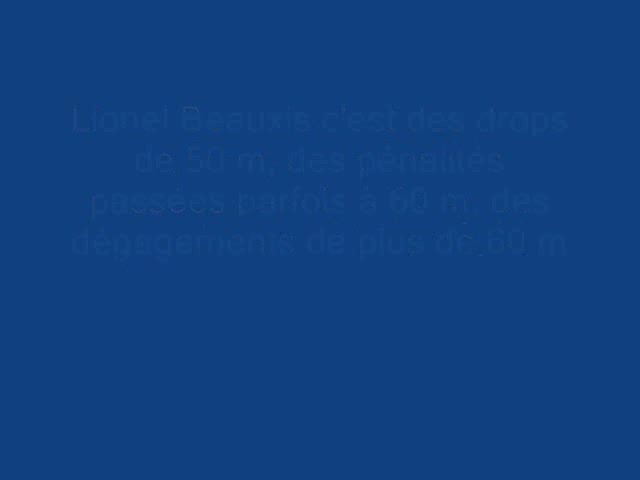 Lionel Beauxis c'est des drops
de 50 m, des pénalités
passées parfois à 60 m, des
dégagements de plus de 60 m